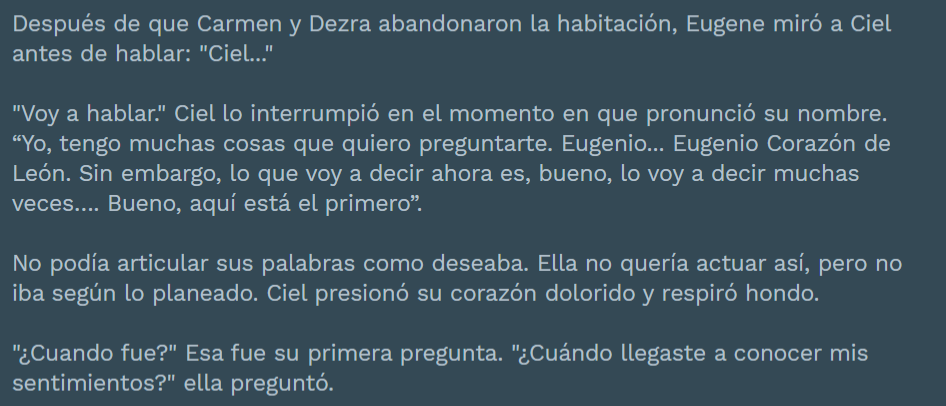 Después de que Carmen y Dezra abandonaron la habitación, Eugene miró a Ciel
antes de hablar: "Ciel..."
"Voy a hablar." Ciel lo interrumpió en el momento en que pronunció su nombre.
“Yo, tengo muchas cosas que quiero preguntarte. Eugenio... Eugenio Corazón de
León. Sin embargo, lo que voy a decir ahora es, bueno, lo voy a decir muchas
veces.... Bueno, aquí está el primero”.
No podía articular sus palabras como deseaba. Ella no quería actuar así, pero no
iba según lo planeado. Ciel presionó su corazón dolorido y respiró hondo.
"¿Cuando fue?" Esa fue su primera pregunta. "¿Cuándo llegaste a conocer mis
sentimientos?" ella preguntó.